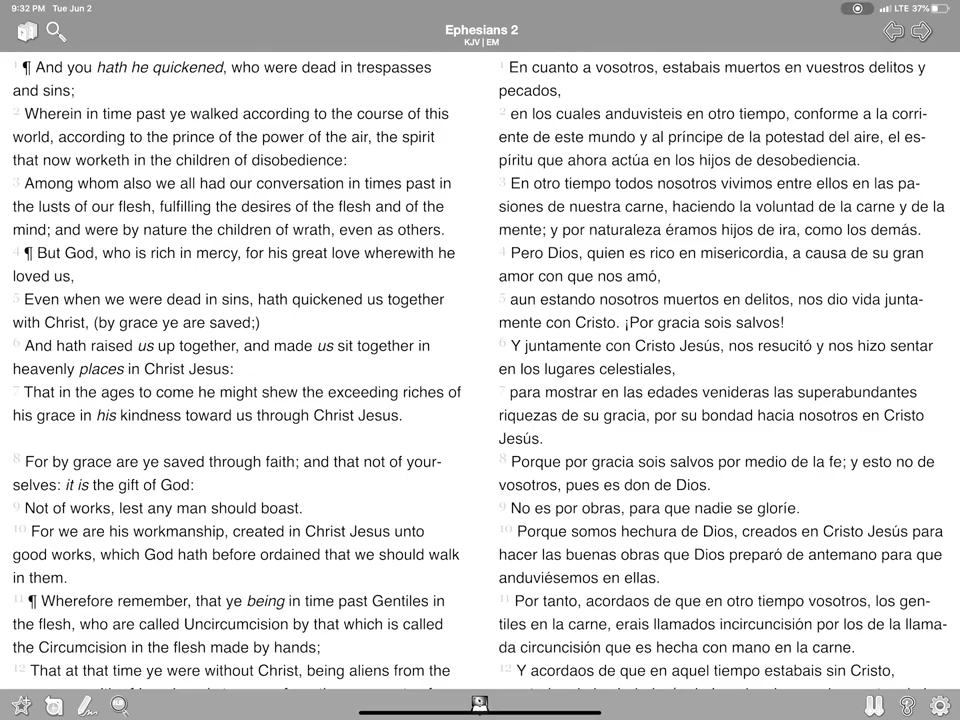 9:32 PM Tue Jun 2
LTE 37%
Ephesians 2
KJV | EM
1 ¶ And you hath he quickened, who were dead in trespasses
and sins;
2 Wherein in time past ye walked according to the course of this
world, according to the prince of the power of the air, the spirit
that now worketh in the children of disobedience:
3 Among whom also we all had our conversation in times past in
the lusts of our flesh, fulfilling the desires of the flesh and of the
mind; and were by nature the children of wrath, even as others.
4 ¶ But God, who is rich in mercy, for his great love wherewith he
loved us,
5 Even when we were dead in sins, hath quickened us together
with Christ, (by grace ye are saved;)
6 And hath raised us up together, and made us sit together in
heavenly places in Christ Jesus:
7 That in the ages to come he might shew the exceeding riches of
his grace in his kindness toward us through Christ Jesus.
8 For by grace are ye saved through faith; and that not of your-
selves: it is the gift of God:
9 Not of works, lest any man should boast.
10 For we are his workmanship, created in Christ Jesus unto
good works, which God hath before ordained that we should walk
in them.
11 ¶ Wherefore remember, that ye being in time past Gentiles in
the flesh, who are called Uncircumcision by that which is called
the Circumcision in the flesh made by hands;
12 That at that time ye were without Christ, being aliens from the
1 En cuanto a vosotros, estabais muertos en vuestros delitos y
pecados,
2 en los cuales anduvisteis en otro tiempo, conforme a la corri-
ente de este mundo y al príncipe de la potestad del aire, el es-
píritu que ahora actúa en los hijos de desobediencia.
3 En otro tiempo todos nosotros vivimos entre ellos en las pa-
siones de nuestra carne, haciendo la voluntad de la carne y de la
mente; y por naturaleza éramos hijos de ira, como los demás.
4 Pero Dios, quien es rico en misericordia, a causa de su gran
amor con que nos amó,
5 aun estando nosotros muertos en delitos, nos dio vida junta-
mente con Cristo. ¡Por gracia sois salvos!
6 Y juntamente con Cristo Jesús, nos resucitó y nos hizo sentar
en los lugares celestiales,
7 para mostrar en las edades venideras las superabundantes
riquezas de su gracia, por su bondad hacia nosotros en Cristo
Jesús.
8 Porque por gracia sois salvos por medio de la fe; y esto no de
vosotros, pues es don de Dios.
9 No es por obras, para que nadie se gloríe.
10 Porque somos hechura de Dios, creados en Cristo Jesús para
hacer las buenas obras que Dios preparó de antemano para que
anduviésemos en ellas.
11 Por tanto, acordaos de que en otro tiempo vosotros, los gen-
tiles en la carne, erais llamados incircuncisión por los de la llama-
da circuncisión que es hecha con mano en la carne.
12 Y acordaos de que en aquel tiempo estabais sin Cristo,